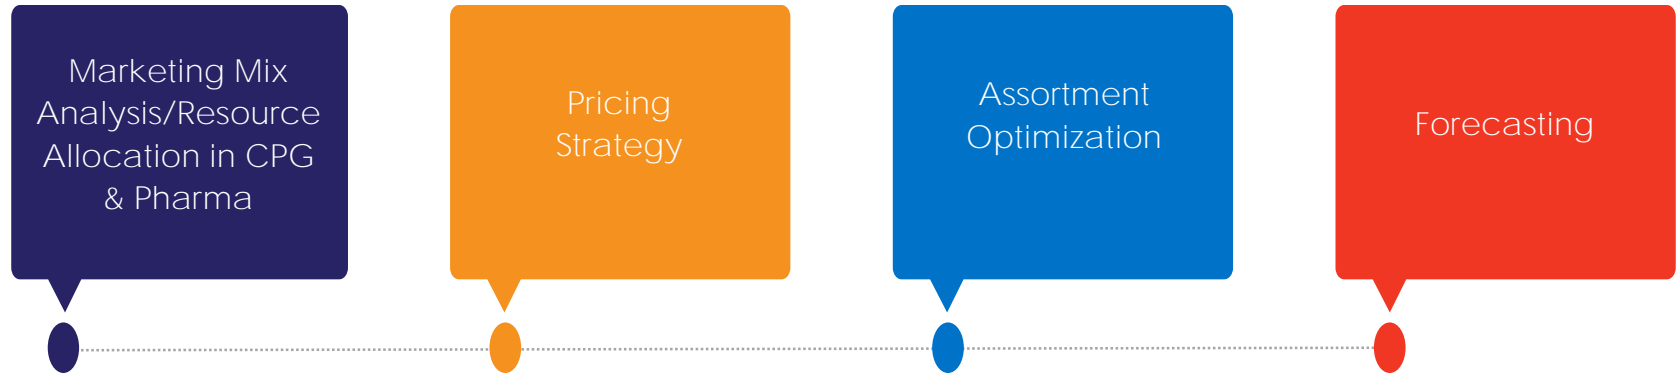 Marketing Mix
Analysis/Resource
Allocation in CPG
& Pharma
Pricing
Strategy
Assortment
Optimization
Forecasting